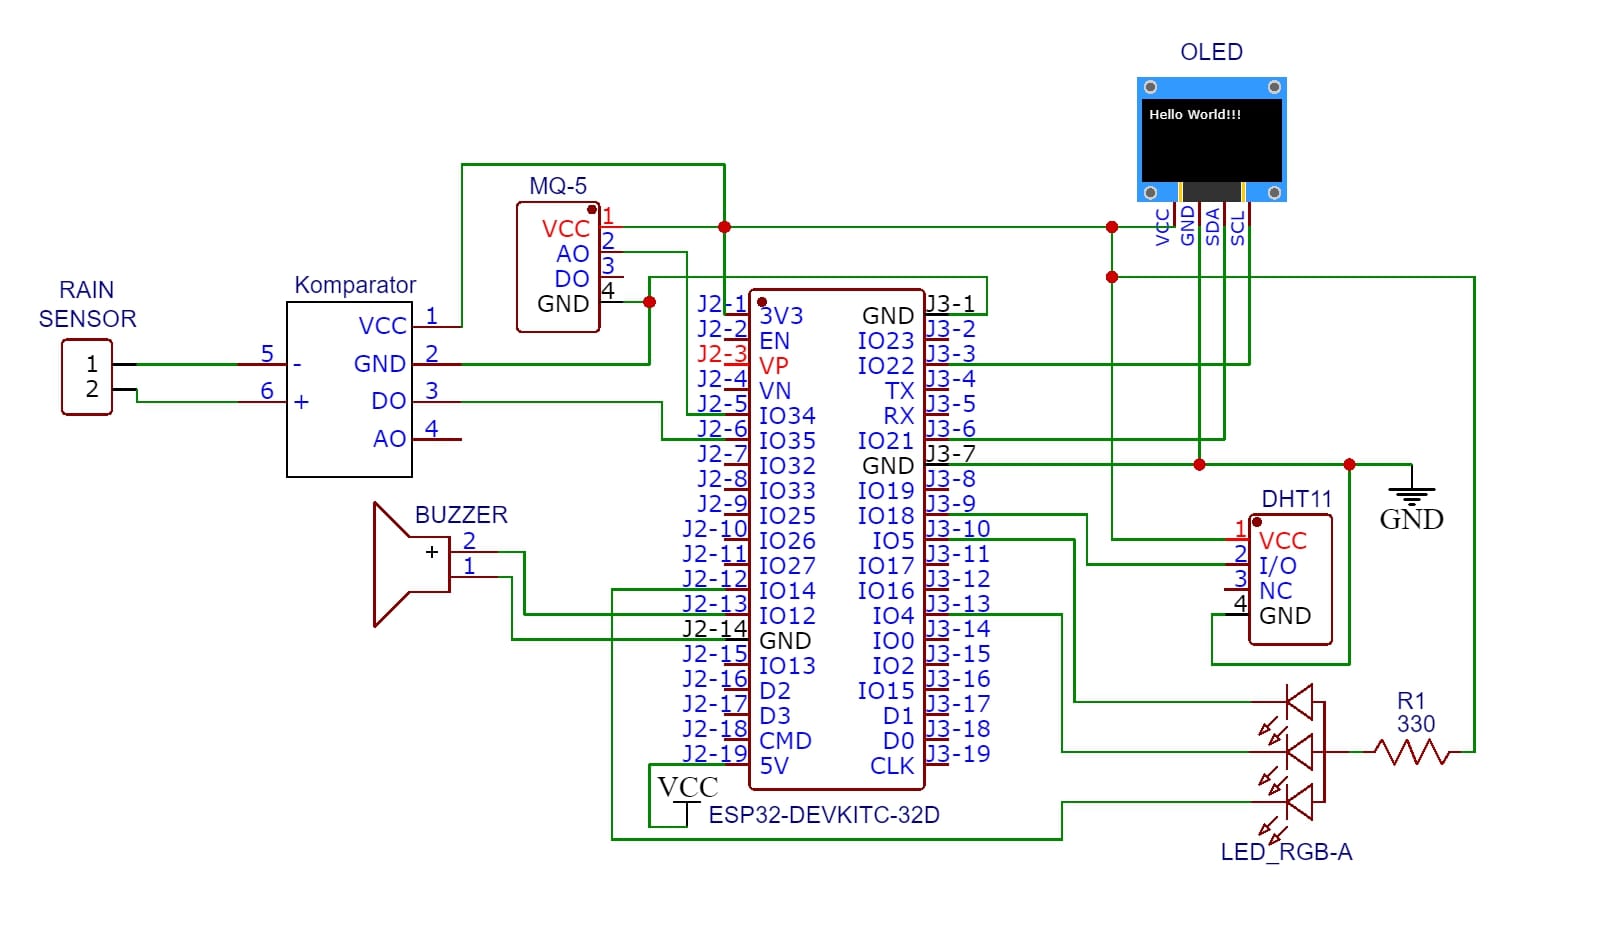 OLED
Hello World!!!
VCC
GND
SDA
SCL
MQ-5
VCC 1
AO 2
DO 3
GND 4
RAIN
SENSOR
1
2
Komparator
5 -
6 +
VCC 1
GND 2
DO 3
AO 4
BUZZER
+ 2
1
J2-1 3V3
J2-2 EN
J2-3 VP
J2-4 VN
J2-5 IO34
J2-6 IO35
J2-7 IO32
J2-8 IO33
J2-9 IO25
J2-10 IO26
J2-11 IO27
J2-12 IO14
J2-13 IO12
J2-14 GND
J2-15 IO13
J2-16 D2
J2-17 D3
J2-18 CMD
J2-19 5V
GND J3-1
IO23 J3-2
IO22 J3-3
TX J3-4
RX J3-5
IO21 J3-6
GND J3-7
IO19 J3-8
IO18 J3-9
IO5 J3-10
IO17 J3-11
IO16 J3-12
IO4 J3-13
IO0 J3-14
IO2 J3-15
IO15 J3-16
D1 J3-17
D0 J3-18
CLK J3-19
VCC
ESP32-DEVKITC-32D
GND
DHT11
1 VCC
2 I/O
3 NC
4 GND
R1
330
LED_RGB-A